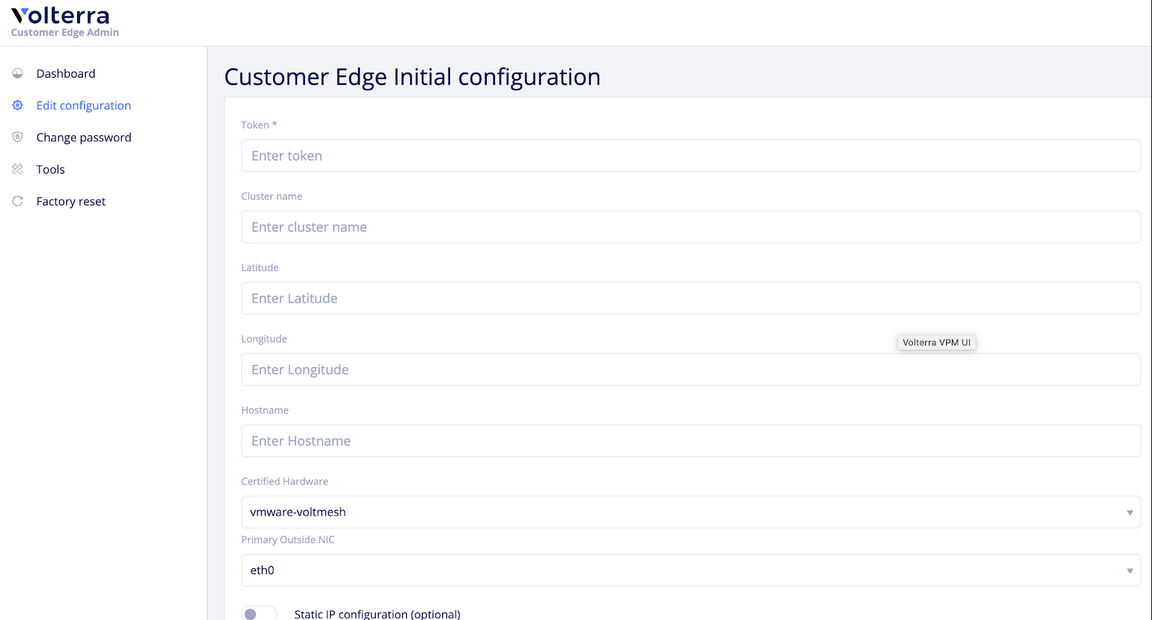 Volterra
Customer Edge Admin
Dashboard
Edit configuration
Change password
Tools
Factory reset
Customer Edge Initial configuration
Token *
Enter token
Cluster name
Enter cluster name
Latitude
Enter Latitude
Longitude
Volterra VPM UI
Enter Longitude
Hostname
Enter Hostname
Certified Hardware
vmware-voltmesh
Primary Outside NIC
eth0
Static IP configuration (optional)